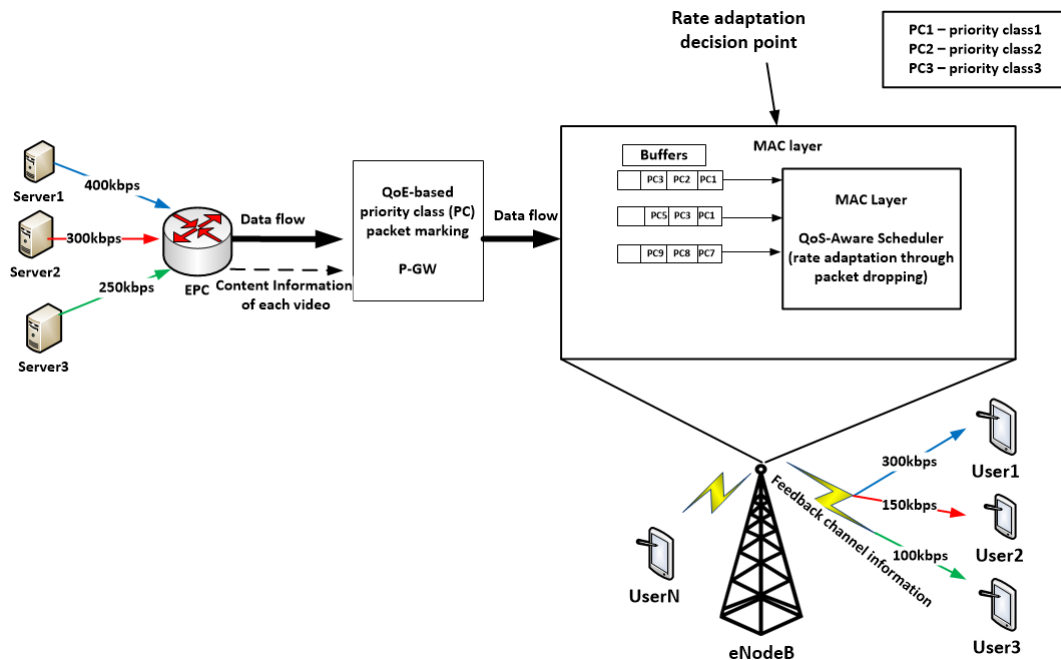 Rate adaptation
decision point
PC1 – priority class1
PC2 – priority class2
PC3 – priority class3
Server1
400kbps
Server2
300kbps
Server3
250kbps
EPC
Data flow
Content Information
of each video
QoE-based
priority class (PC)
packet marking
P-GW
Data flow
MAC layer
Buffers
PC3 PC2 PC1
PC5 PC3 PC1
PC9 PC8 PC7
MAC Layer
QoS-Aware Scheduler
(rate adaptation through
packet dropping)
UserN
eNodeB
Feedback channel information
300kbps
User1
150kbps
User2
100kbps
User3